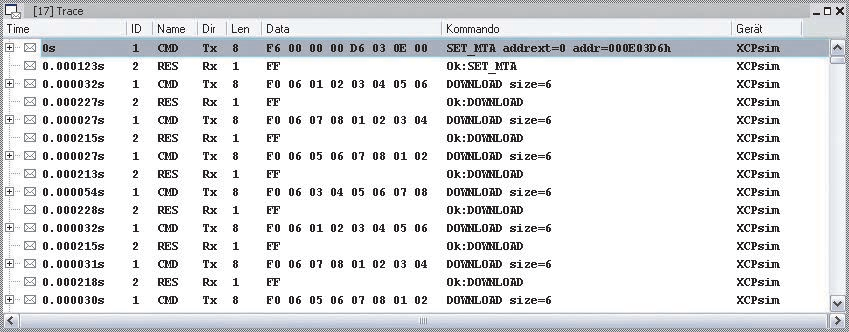 [17] Trace
Time ID Name Dir Len Data Kommando Gerät
0s 1 CMD Tx 8 F6 00 00 00 D6 03 0E 00 SET_MTA addrext=0 addr=000E03D6h XCPsim
0.000123s 2 RES Rx 1 FF Ok:SET_MTA XCPsim
0.000032s 1 CMD Tx 8 F0 06 01 02 03 04 05 06 DOWNLOAD size=6 XCPsim
0.000227s 2 RES Rx 1 FF Ok:DOWNLOAD XCPsim
0.000027s 1 CMD Tx 8 F0 06 07 08 01 02 03 04 DOWNLOAD size=6 XCPsim
0.000215s 2 RES Rx 1 FF Ok:DOWNLOAD XCPsim
0.000027s 1 CMD Tx 8 F0 06 05 06 07 08 01 02 DOWNLOAD size=6 XCPsim
0.000213s 2 RES Rx 1 FF Ok:DOWNLOAD XCPsim
0.000054s 1 CMD Tx 8 F0 06 03 04 05 06 07 08 DOWNLOAD size=6 XCPsim
0.000228s 2 RES Rx 1 FF Ok:DOWNLOAD XCPsim
0.000032s 1 CMD Tx 8 F0 06 01 02 03 04 05 06 DOWNLOAD size=6 XCPsim
0.000215s 2 RES Rx 1 FF Ok:DOWNLOAD XCPsim
0.000031s 1 CMD Tx 8 F0 06 07 08 01 02 03 04 DOWNLOAD size=6 XCPsim
0.000218s 2 RES Rx 1 FF Ok:DOWNLOAD XCPsim
0.000030s 1 CMD Tx 8 F0 06 05 06 07 08 01 02 DOWNLOAD size=6 XCPsim